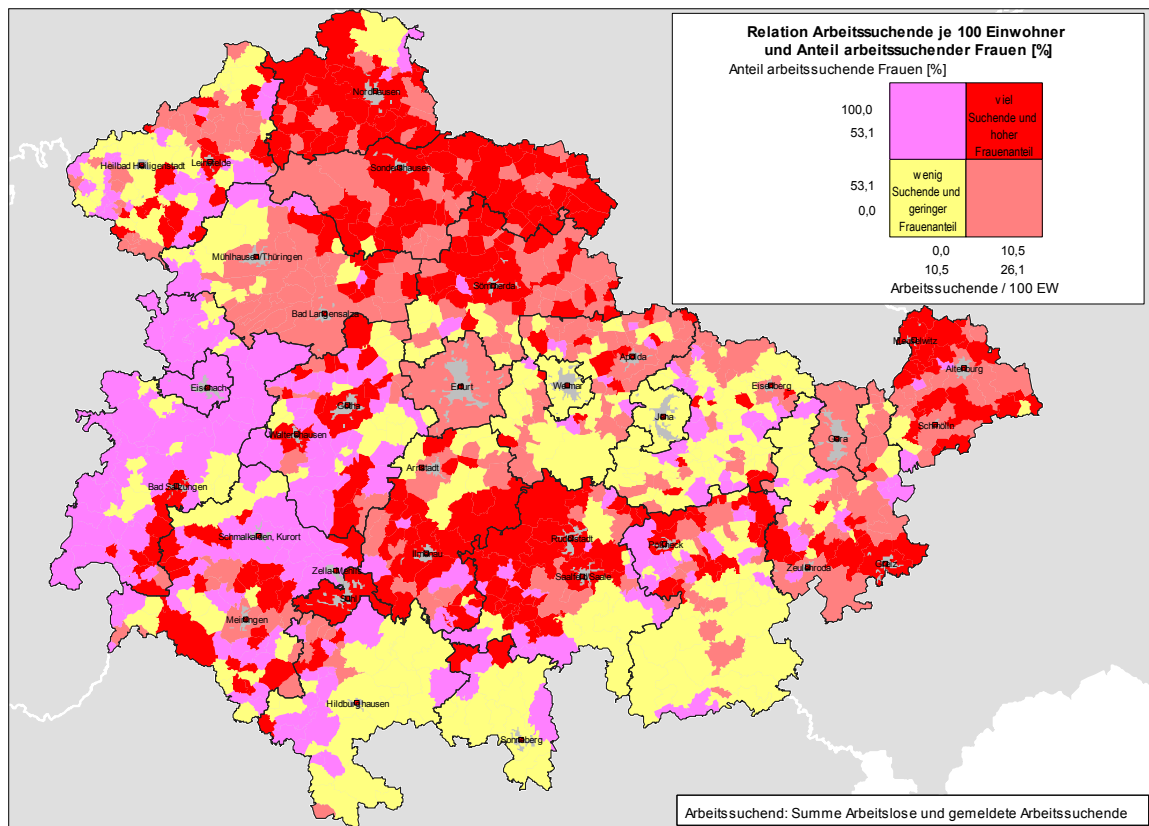 Relation Arbeitssuchende je 100 Einwohner
und Anteil arbeitssuchender Frauen [%]
Anteil arbeitssuchende Frauen [%]
100,0
53,1
viel
Suchende und
hoher
Frauenanteil
53,1
0,0
wenig
Suchende und
geringer
Frauenanteil
0,0
10,5
10,5
26,1
Arbeitssuchende / 100 EW
Nordhausen
Heilbad Heiligenstadt
Leinefelde
Sondershausen
Mühlhausen/Thüringen
Sömmerda
Bad Langensalza
Meuselwitz
Altenburg
Apolda
Eisenach
Erfurt
Weimar
Eisenberg
Gotha
Jena
Schmölln
Waltershausen
Gera
Arnstadt
Bad Salzungen
Schmalkalden, Kurort
Rudolstadt
Pößneck
Ilmenau
Zella-Mehlis
Saalfeld/Saale
Zeulenroda
Greiz
Suhl
Meiningen
Hildburghausen
Sonneberg
Arbeitssuchend: Summe Arbeitslose und gemeldete Arbeitssuchende